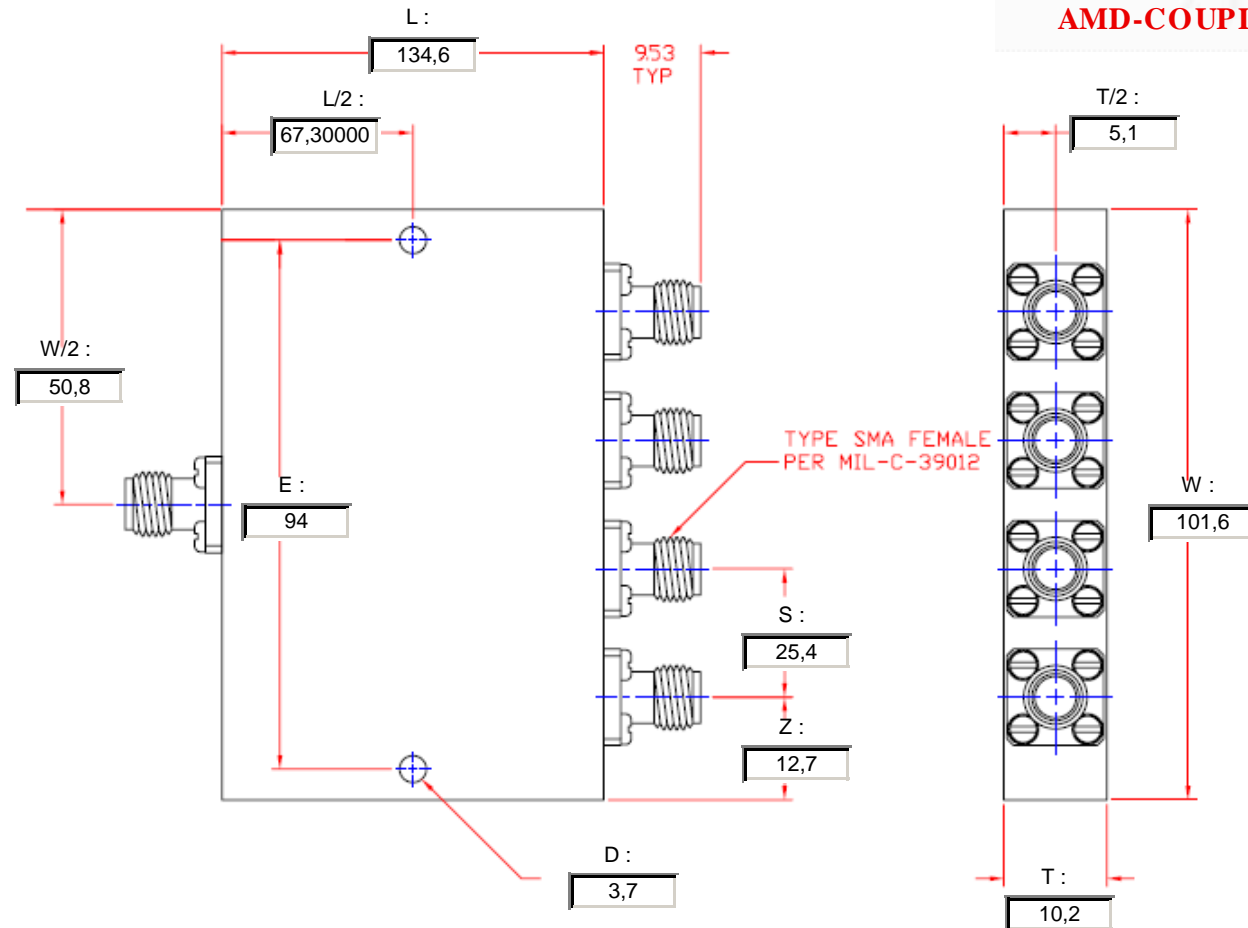 AMD-COUPL
L :
134,6
9.53
TYP
L/2 :
67,30000
T/2 :
5,1
W/2 :
50,8
TYPE SMA FEMALE
PER MIL-C-39012
E :
94
W :
101,6
S :
25,4
Z :
12,7
D :
3,7
T :
10,2